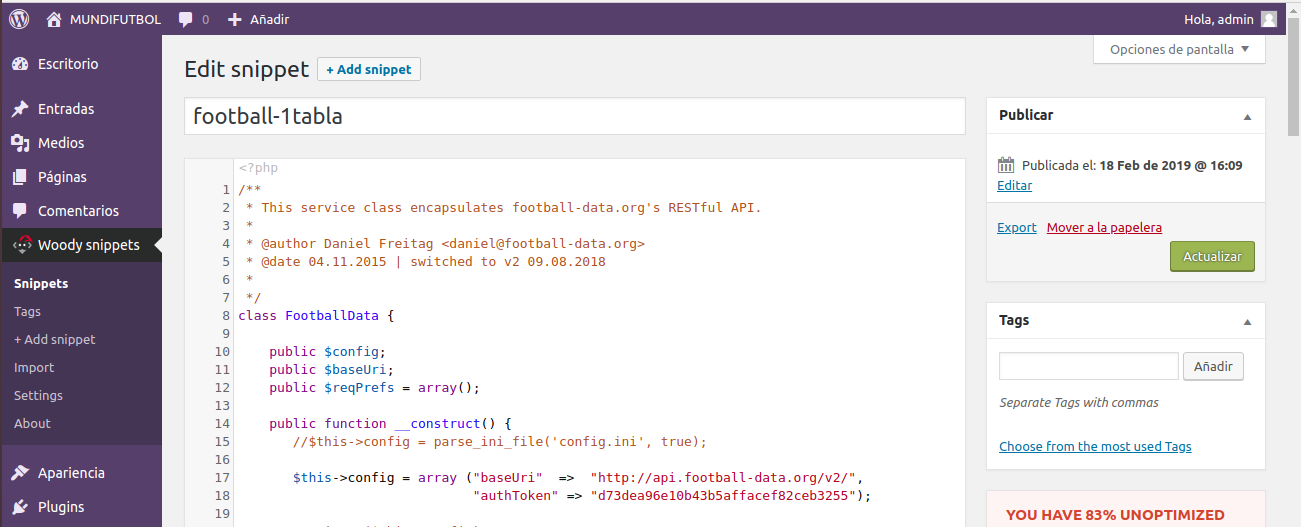 MUNDIFUTBOL 0 Añadir
Hola, admin
Escritorio
Entradas
Medios
Páginas
Comentarios
Woody snippets
Snippets
Tags
+ Add snippet
Import
Settings
About
Apariencia
Plugins
Opciones de pantalla
Edit snippet + Add snippet
football-1tabla
<?php
1 /**
2 * This service class encapsulates football-data.org's RESTful API.
3 *
4 * @author Daniel Freitag <daniel@football-data.org>
5 * @date 04.11.2015 | switched to v2 09.08.2018
6 *
7 */
8 class FootballData {
9
10 public $config;
11 public $baseUri;
12 public $reqPrefs = array();
13
14 public function __construct() {
15 //$this->config = parse_ini_file('config.ini', true);
16
17 $this->config = array ("baseUri" => "http://api.football-data.org/v2/",
18 "authToken" => "d73dea96e10b43b5affacef82ceb3255");
19
Publicar
Publicada el: 18 Feb de 2019 @ 16:09
Editar
Export Mover a la papelera
Actualizar
Tags
Añadir
Separate Tags with commas
Choose from the most used Tags
YOU HAVE 83% UNOPTIMIZED